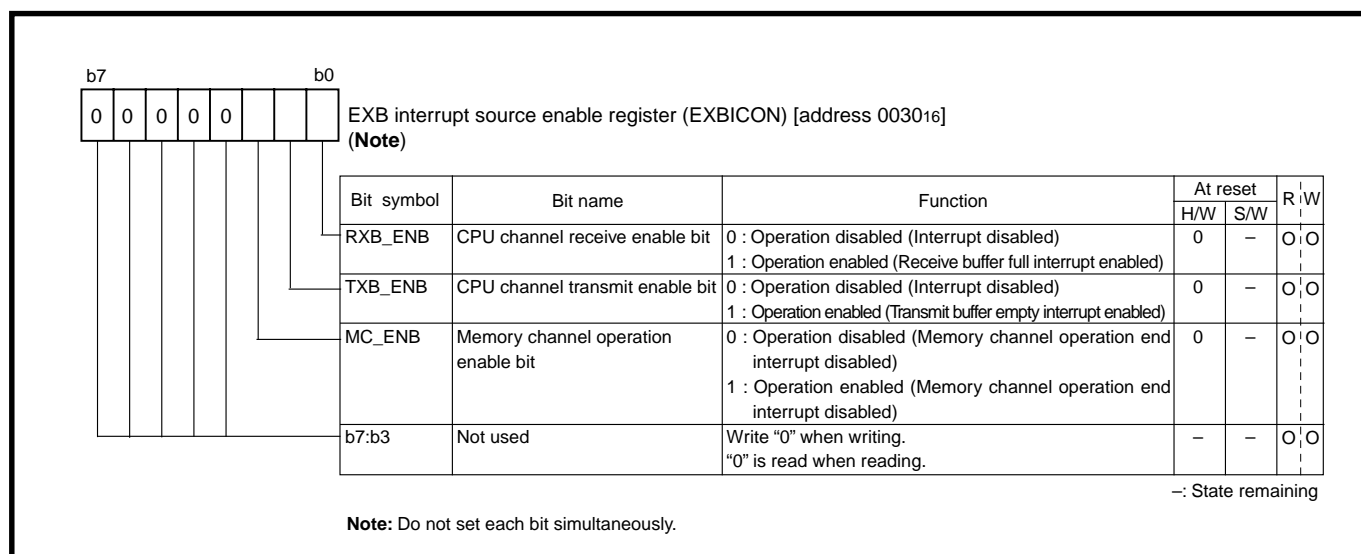 b7 b0
0 0 0 0 0
EXB interrupt source enable register (EXBICON) [address 003016]
(Note)
Bit symbol Bit name Function At reset R W
H/W S/W
RXB_ENB CPU channel receive enable bit 0 : Operation disabled (Interrupt disabled) 0 – O O
1 : Operation enabled (Receive buffer full interrupt enabled)
TXB_ENB CPU channel transmit enable bit 0 : Operation disabled (Interrupt disabled) 0 – O O
1 : Operation enabled (Transmit buffer empty interrupt enabled)
MC_ENB Memory channel operation 0 : Operation disabled (Memory channel operation end 0 – O O
enable bit interrupt disabled)
1 : Operation enabled (Memory channel operation end
interrupt disabled)
b7:b3 Not used Write “0” when writing. – – O O
“0” is read when reading.
–: State remaining
Note: Do not set each bit simultaneously.